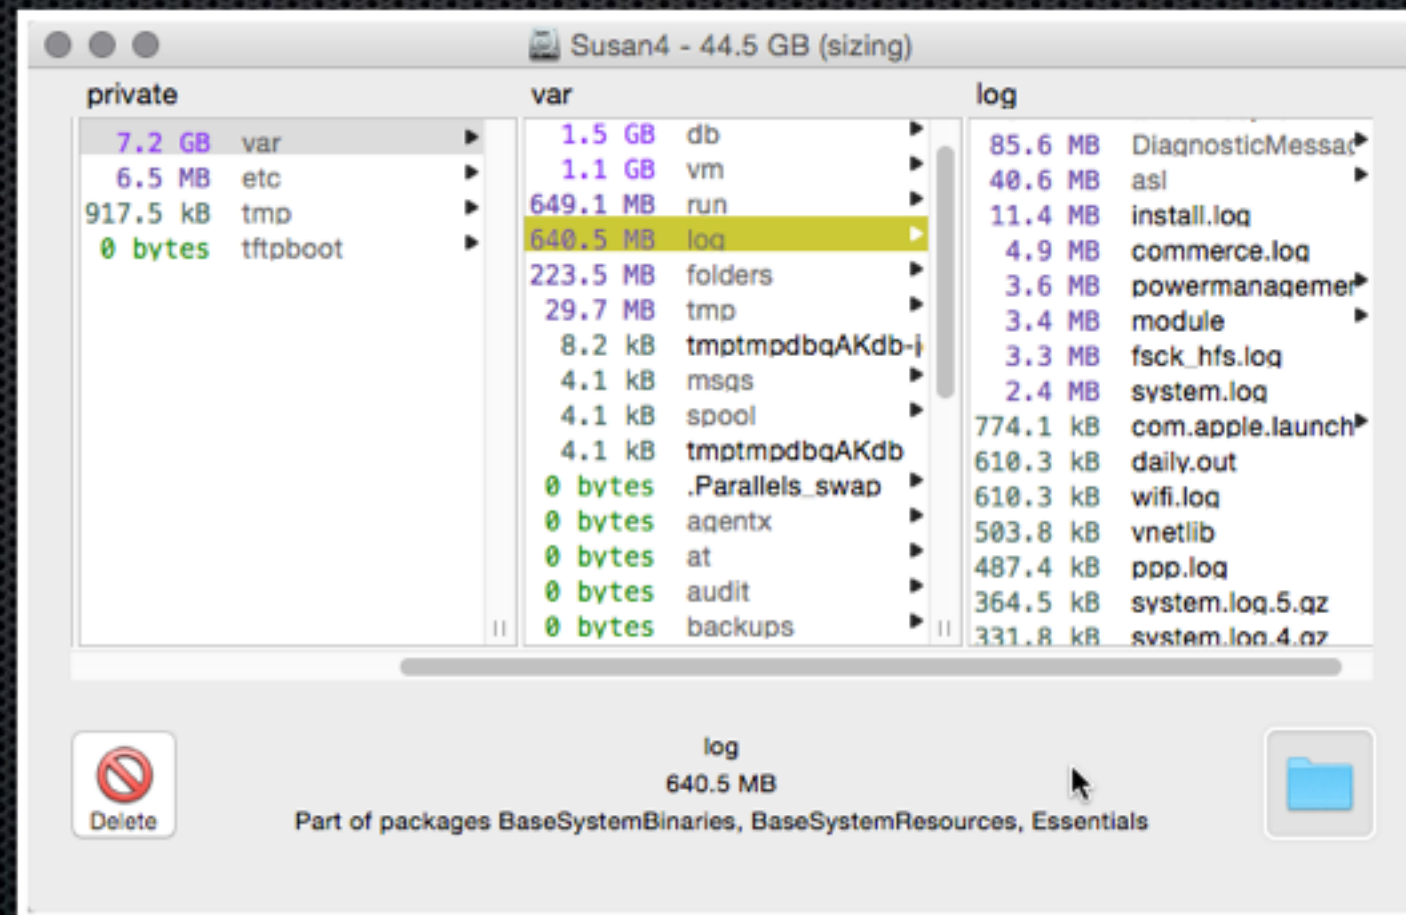 Susan4 - 44.5 GB (sizing)
private
7.2 GB var
6.5 MB etc
917.5 kB tmp
0 bytes tftpboot
var
1.5 GB db
1.1 GB vm
649.1 MB run
640.5 MB log
223.5 MB folders
29.7 MB tmp
8.2 kB tmptmpdbqAKdb-j
4.1 kB msgs
4.1 kB spool
4.1 kB tmptmpdbqAKdb
0 bytes .Parallels_swap
0 bytes agentx
0 bytes at
0 bytes audit
0 bytes backups
log
85.6 MB DiagnosticMessag
40.6 MB asl
11.4 MB install.log
4.9 MB commerce.log
3.6 MB powermanagemen
3.4 MB module
3.3 MB fsck_hfs.log
2.4 MB system.log
774.1 kB com.apple.launch
610.3 kB daily.out
610.3 kB wifi.log
503.8 kB vnetlib
487.4 kB ppp.log
364.5 kB system.log.5.gz
331.8 kB system.log.4.gz
Delete
log
640.5 MB
Part of packages BaseSystemBinaries, BaseSystemResources, Essentials